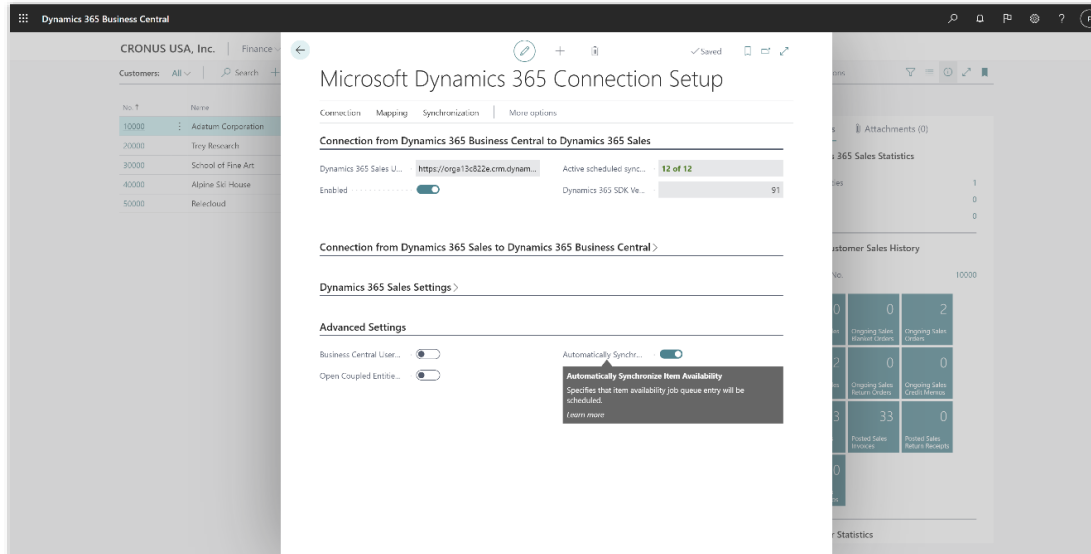 Dynamics 365 Business Central
CRONUS USA, Inc.
Finance
Customers: All
Search
No. ↑
Name
10000
Adatum Corporation
20000
Trey Research
30000
School of Fine Art
40000
Alpine Ski House
50000
Relecloud
Saved
Microsoft Dynamics 365 Connection Setup
Connection Mapping Synchronization More options
Connection from Dynamics 365 Business Central to Dynamics 365 Sales
Dynamics 365 Sales U... https://orga13c822e.crm.dynam...
Active scheduled sync... 12 of 12
Enabled
Dynamics 365 SDK Ve... 91
Connection from Dynamics 365 Sales to Dynamics 365 Business Central
Dynamics 365 Sales Settings
Advanced Settings
Business Central User...
Automatically Synchr...
Open Coupled Entitie...
Automatically Synchronize Item Availability
Specifies that item availability job queue entry will be
scheduled.
Learn more
Attachments (0)
365 Sales Statistics
1
0
0
ustomer Sales History
No. 10000
0
0
2
Ongoing Sales
Blanket Orders
Ongoing Sales
Orders
2
0
0
Ongoing Sales
Return Orders
Ongoing Sales
Credit Memos
3
33
0
Posted Sales
Invoices
Posted Sales
Return Receipts
0
r Statistics